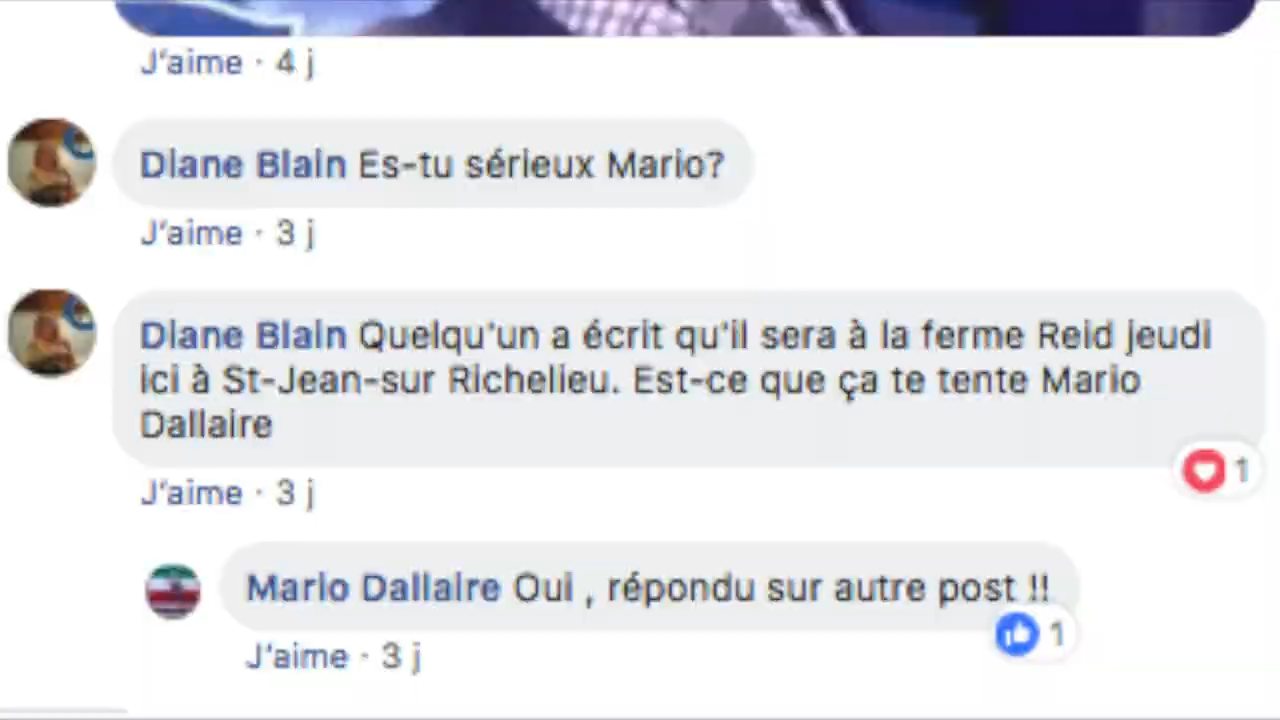 J'aime · 4 j
Diane Blain Es-tu sérieux Mario?
J'aime · 3 j
Diane Blain Quelqu'un a écrit qu'il sera à la ferme Reid jeudi
ici à St-Jean-sur Richelieu. Est-ce que ça te tente Mario
Dallaire
1
J'aime · 3 j
Mario Dallaire Oui , répondu sur autre post !!
1
J'aime · 3 j